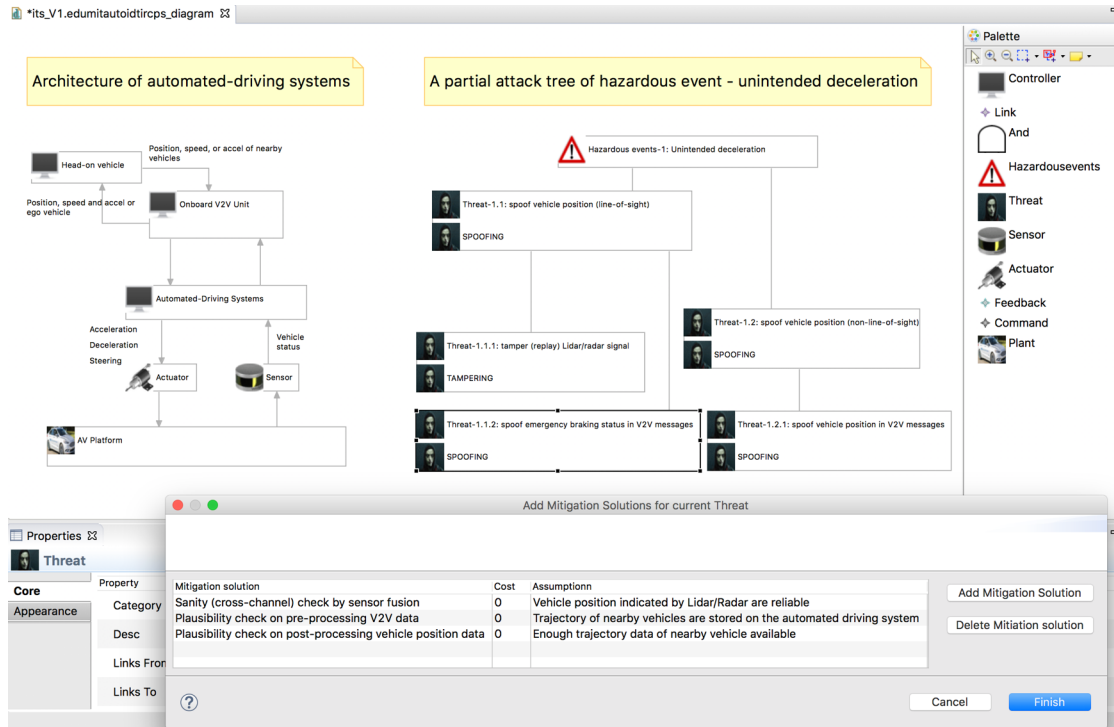 *its_V1.edumitautoidtircps_diagram
Architecture of automated-driving systems
A partial attack tree of hazardous event - unintended deceleration
Head-on vehicle
Position, speed, or accel of nearby
vehicles
Position, speed and accel or
ego vehicle
Onboard V2V Unit
Automated-Driving Systems
Acceleration
Deceleration
Steering
Vehicle
status
Actuator
Sensor
AV Platform
Hazardous events-1: Unintended deceleration
Threat-1.1: spoof vehicle position (line-of-sight)
SPOOFING
Threat-1.2: spoof vehicle position (non-line-of-sight)
SPOOFING
Threat-1.1.1: tamper (replay) Lidar/radar signal
TAMPERING
Threat-1.1.2: spoof emergency braking status in V2V messages
SPOOFING
Threat-1.2.1: spoof vehicle position in V2V messages
SPOOFING
Palette
Controller
Link
And
Hazardousevents
Threat
Sensor
Actuator
Feedback
Command
Plant
Properties
Threat
Core
Appearance
Property
Category
Desc
Links From
Links To
Add Mitigation Solutions for current Threat
Mitigation solution Cost Assumptionn
Sanity (cross-channel) check by sensor fusion 0 Vehicle position indicated by Lidar/Radar are reliable
Plausibility check on pre-processing V2V data 0 Trajectory of nearby vehicles are stored on the automated driving system
Plausibility check on post-processing vehicle position data 0 Enough trajectory data of nearby vehicle available
Add Mitigation Solution
Delete Mitiation solution
?
Cancel
Finish